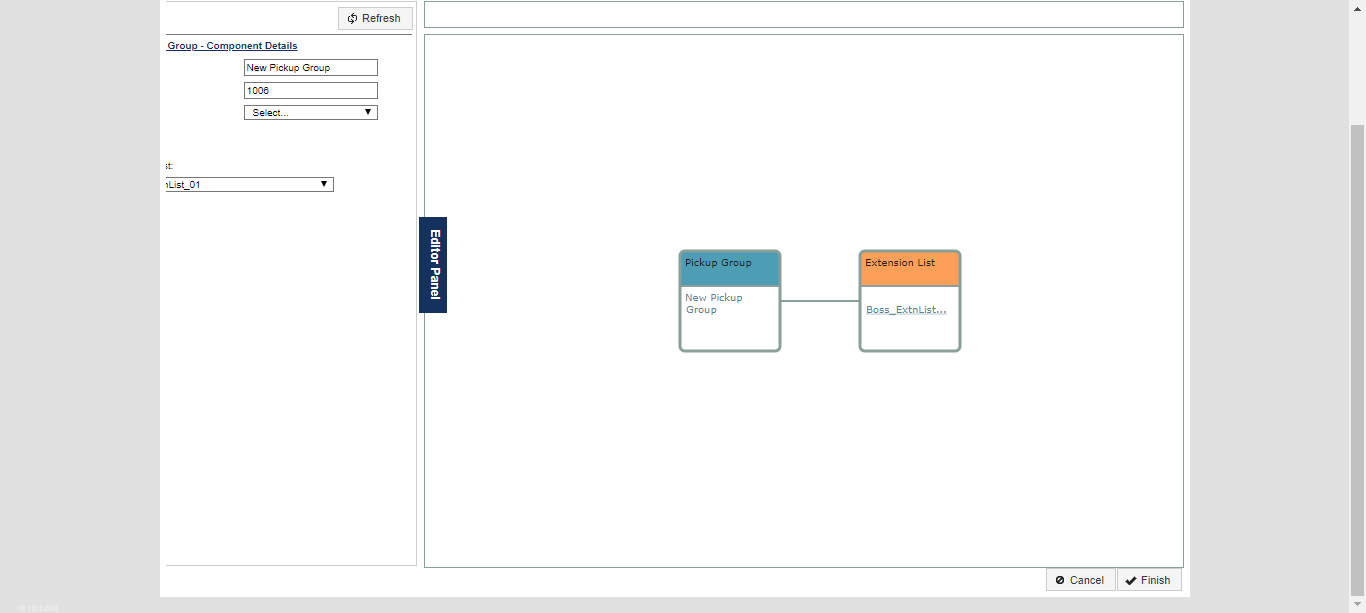 Refresh
Group - Component Details
New Pickup Group
1006
Select...
st:
nList_01
Editor Panel
Pickup Group
New Pickup
Group
Extension List
Boss_ExtnList...
Cancel
Finish